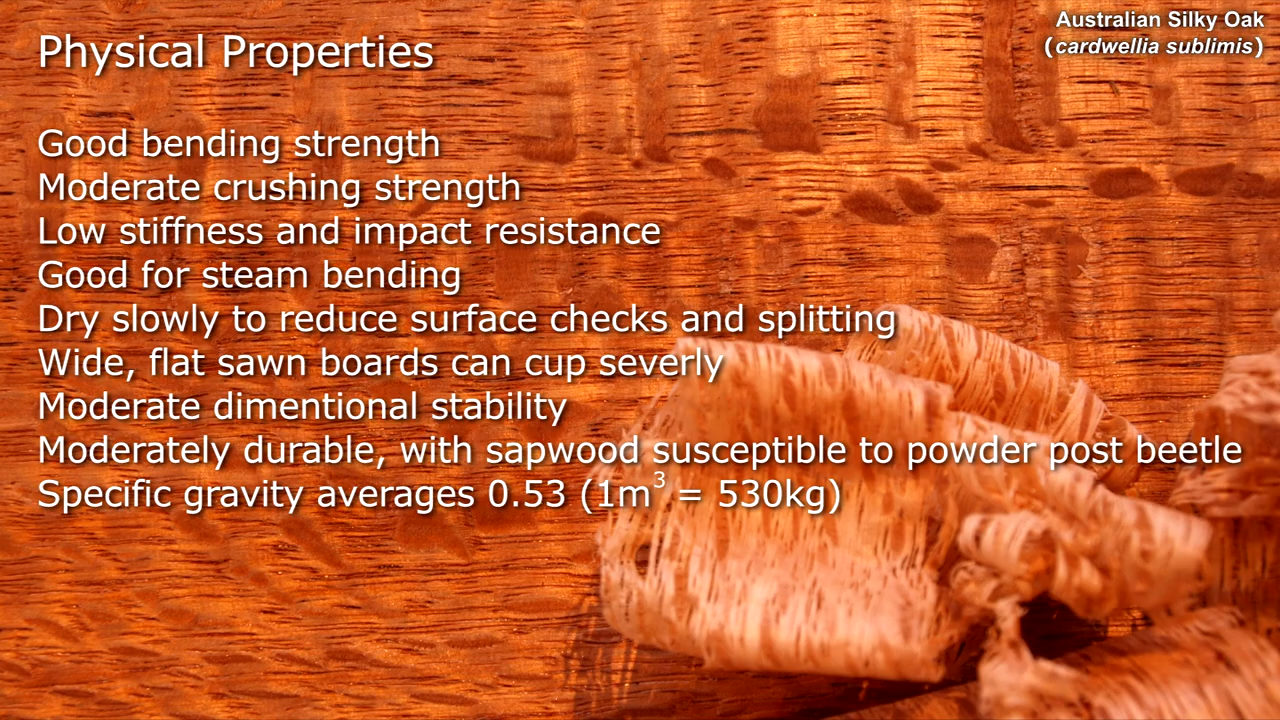 Physical Properties
Australian Silky Oak
(cardwellia sublimis)
Good bending strength
Moderate crushing strength
Low stiffness and impact resistance
Good for steam bending
Dry slowly to reduce surface checks and splitting
Wide, flat sawn boards can cup severly
Moderate dimentional stability
Moderately durable, with sapwood susceptible to powder post beetle
Specific gravity averages 0.53 (1m³ = 530kg)